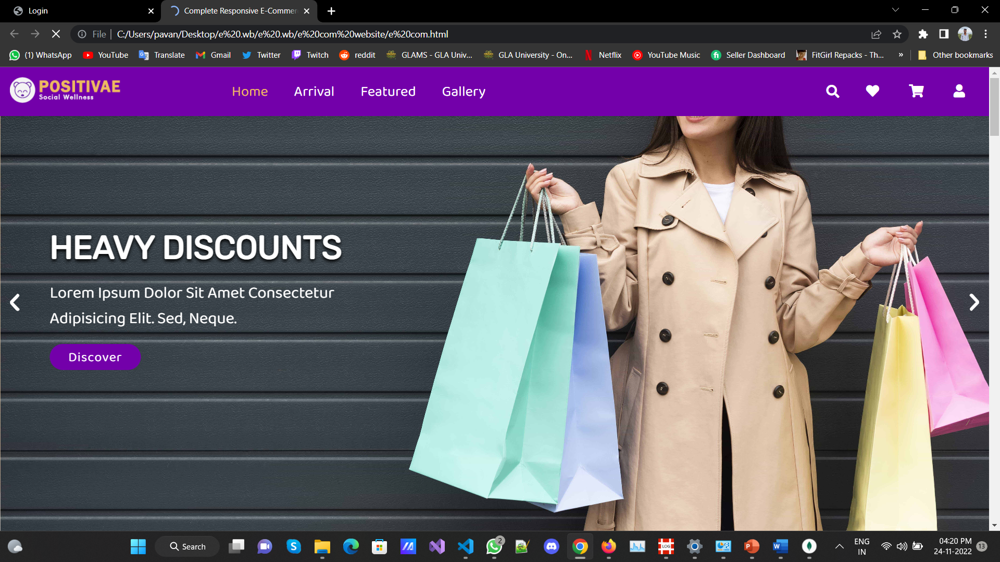 Login
Complete Responsive E-Commer
File
C:/Users/pavan/Desktop/e%20.wb/e%20.wb/e%20com%20website/e%20com.html
(1) WhatsApp
YouTube
Translate
Gmail
Twitter
Twitch
reddit
GLAMS - GLA Univ...
GLA University - On...
Netflix
YouTube Music
Seller Dashboard
FitGirl Repacks - Th...
»
Other bookmarks
POSITIVAE
Social Wellness
Home
Arrival
Featured
Gallery
HEAVY DISCOUNTS
Lorem Ipsum Dolor Sit Amet Consectetur
Adipisicing Elit. Sed, Neque.
Discover
Search
2
LOG
P
W
ENG
IN
04:20 PM
24-11-2022
13